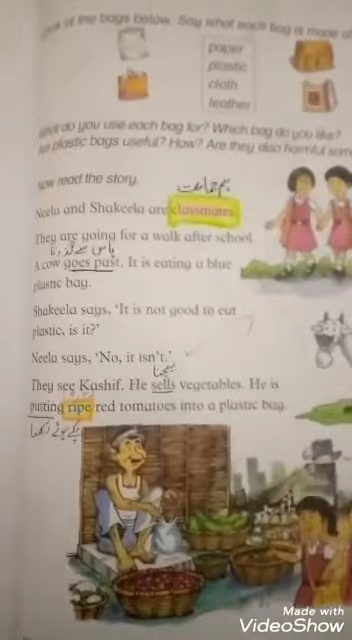 of the bags below. Say what each bag is made of
paper
plastic
cloth
leather
do you use each bag for? Which bag do you like?
plastic bags useful? How? Are they also harmful
now read the story.
ہم جماعت
Neela and Shakeela are classmates.
They are going for a walk after school.
پاس سے گزرنا
A cow goes past. It is eating a blue
plastic bag.
Shakeela says, 'It is not good to eat
plastic, is it?'
Neela says, 'No, it isn't.'
بیچنا
They see Kashif. He sells vegetables. He is
putting ripe red tomatoes into a plastic bag.
پکے ہوئے رکھنا
Made with
VideoShow